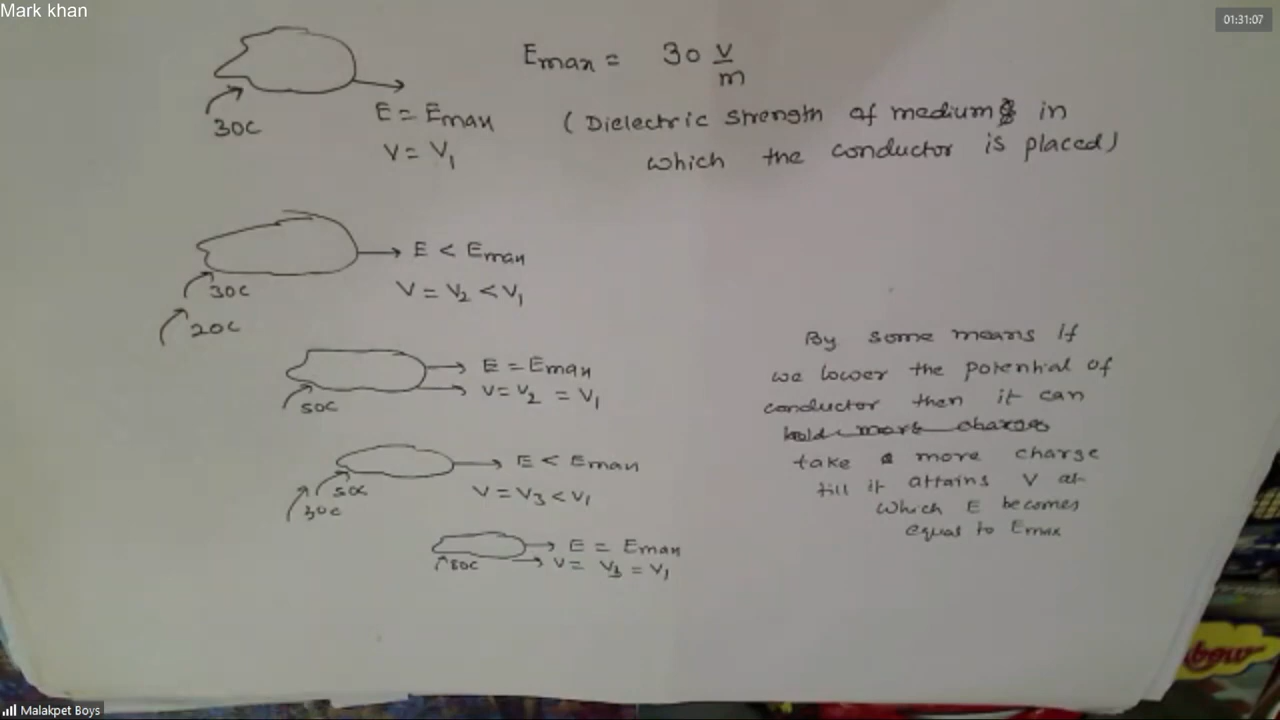 Mark khan
01:31:07
Emax = 30 V/m
30C
E = Emax
V = V₁
(Dielectric strength of medium in
which the conductor is placed)
E < Emax
V = V₂ < V₁
30C
20C
E = Emax
V = V₂ = V₁
50C
E < Emax
V = V₃ < V₁
50C
30C
E = Emax
V = V₃ = V₁
80C
By some means if
we lower the potential of
conductor then it can
hold more charges
take a more charge
till it attains V at
which E becomes
equal to Emax
Malakpet Boys